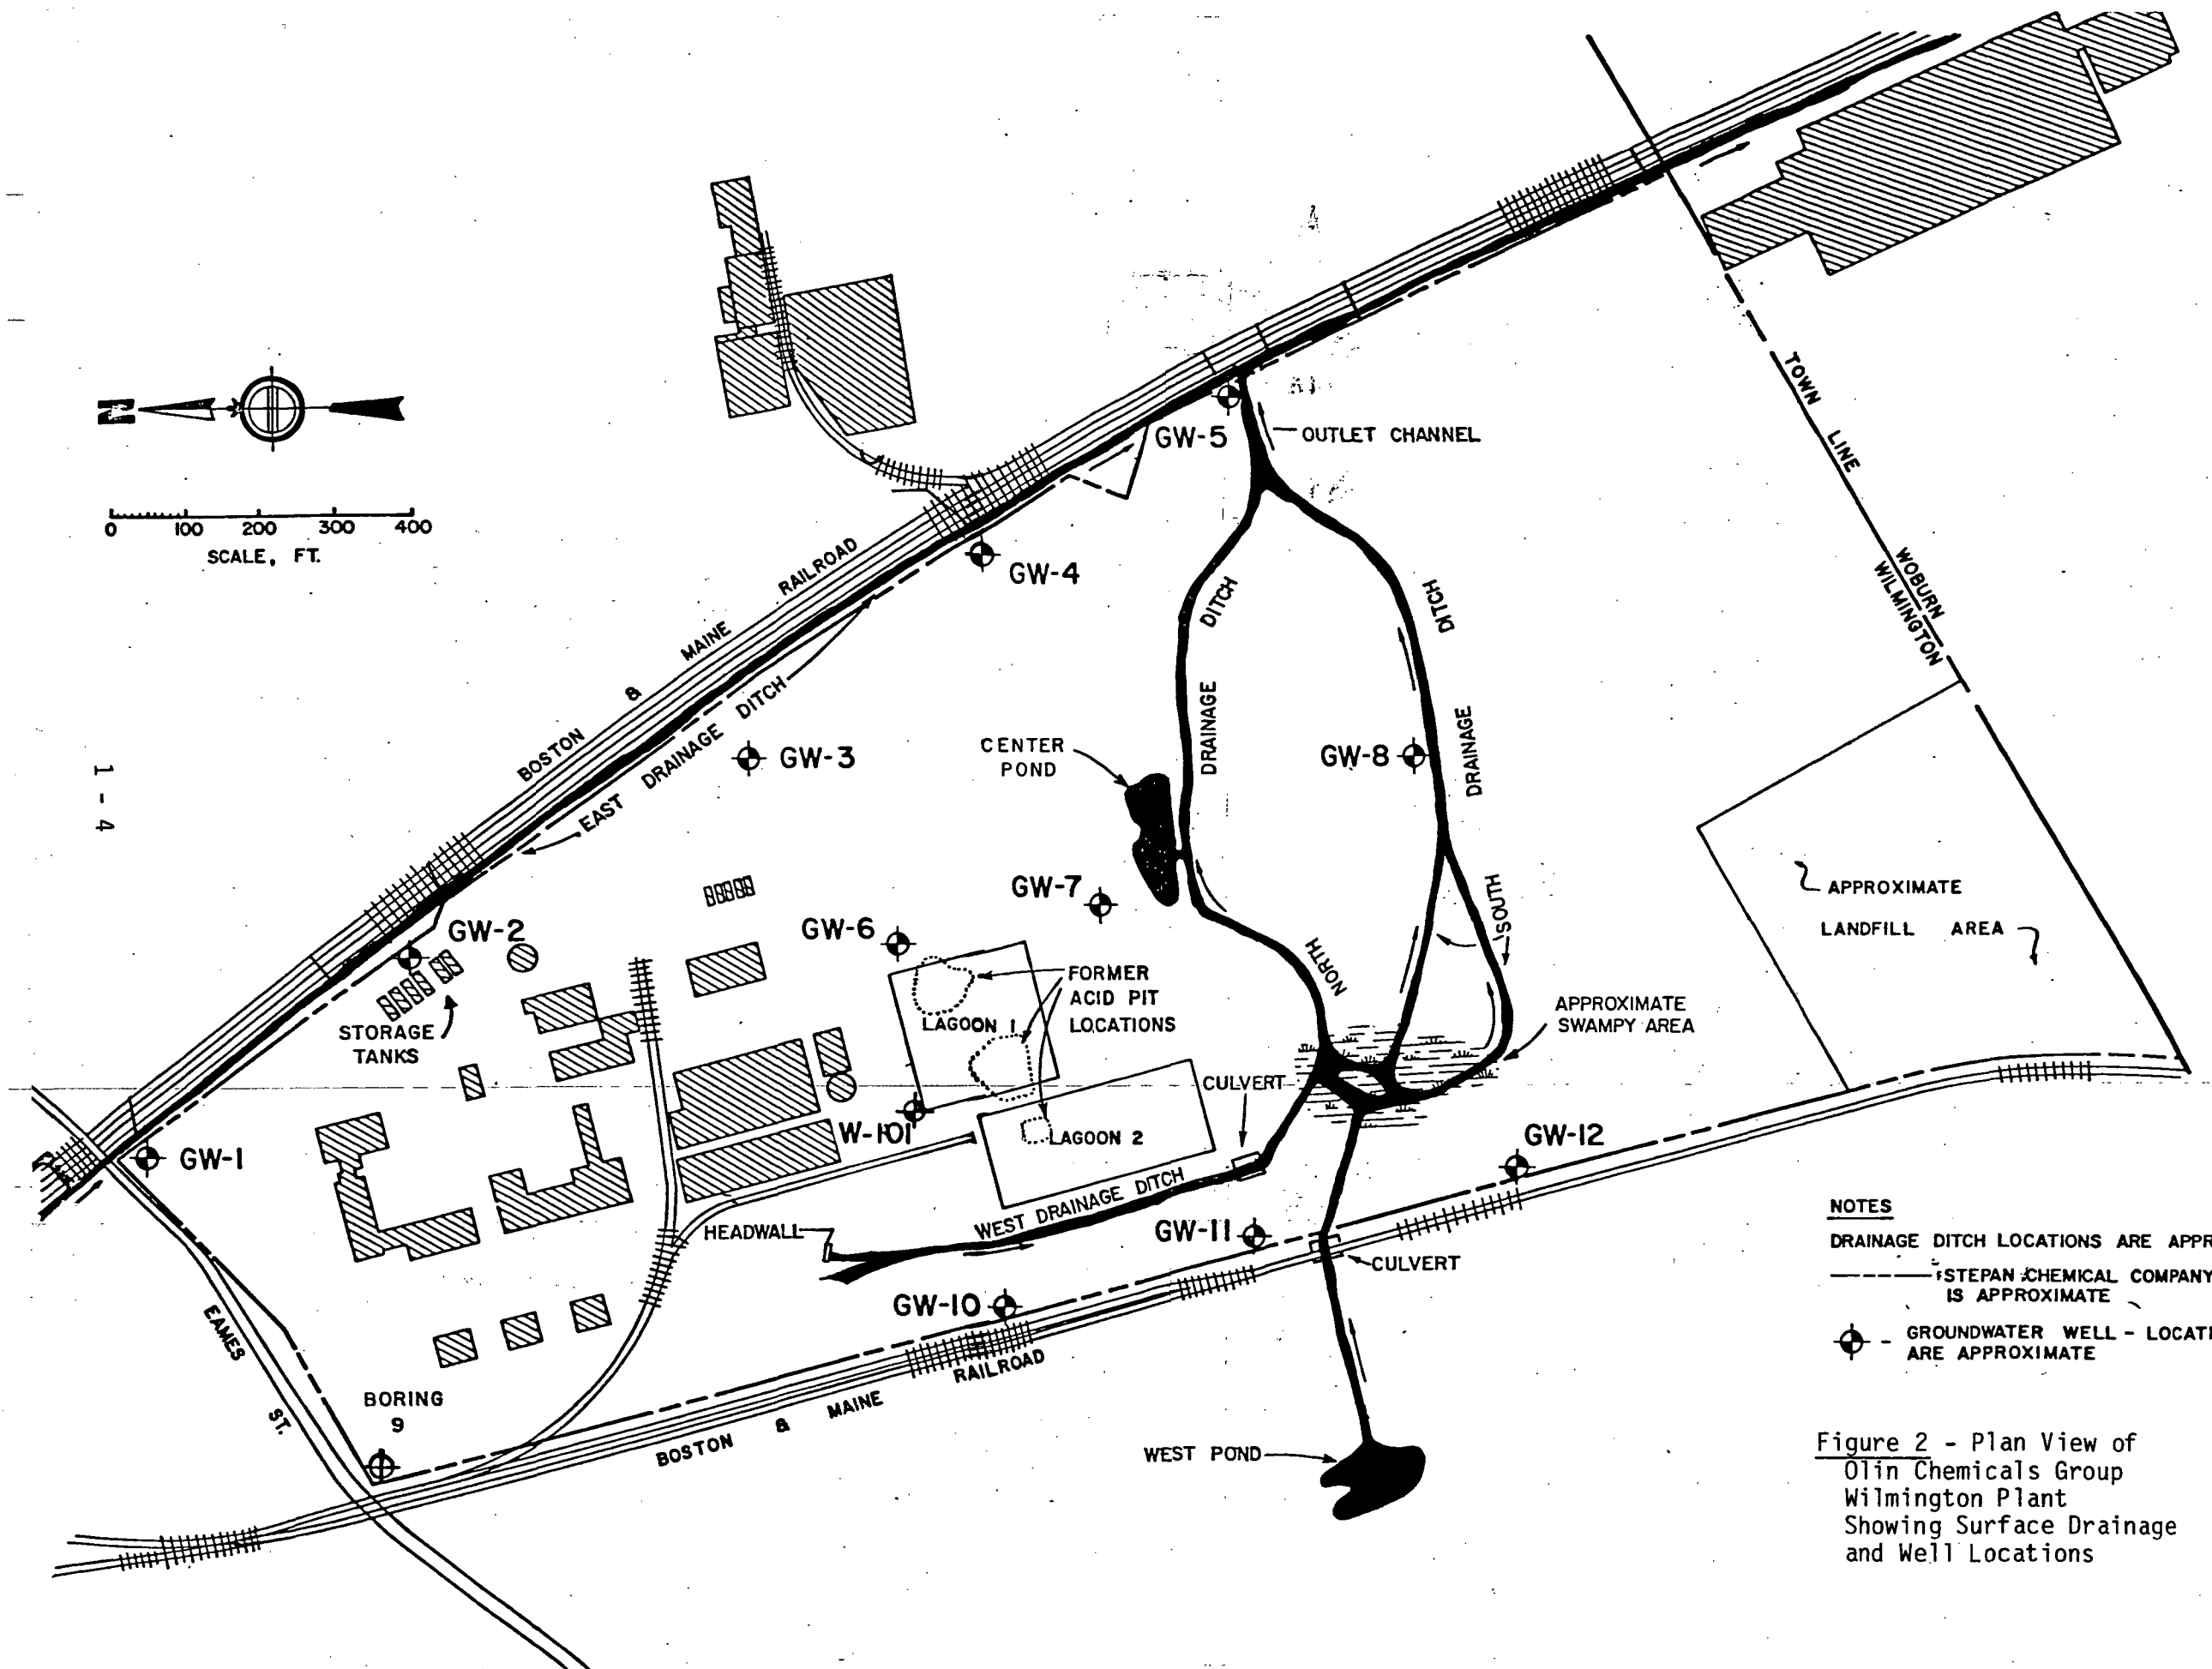 N
0 100 200 300 400
SCALE, FT.
1 - 4
BOSTON & MAINE RAILROAD
EAST DRAINAGE DITCH
GW-1
GW-2
GW-3
GW-4
GW-5
OUTLET CHANNEL
STORAGE
TANKS
CENTER
POND
NORTH DRAINAGE DITCH
SOUTH DRAINAGE DITCH
GW-6
GW-7
GW-8
FORMER
ACID PIT
LOCATIONS
LAGOON 1
LAGOON 2
W-101
CULVERT
APPROXIMATE
SWAMPY AREA
TOWN LINE
WOBURN
WILMINGTON
APPROXIMATE
LANDFILL AREA
HEADWALL
WEST DRAINAGE DITCH
GW-10
GW-11
GW-12
CULVERT
WEST POND
EAMES ST.
BORING
9
BOSTON & MAINE RAILROAD
NOTES
DRAINAGE DITCH LOCATIONS ARE APPR
STEPAN CHEMICAL COMPANY
IS APPROXIMATE
- GROUNDWATER WELL - LOCATI
ARE APPROXIMATE
Figure 2 - Plan View of
Olin Chemicals Group
Wilmington Plant
Showing Surface Drainage
and Well Locations